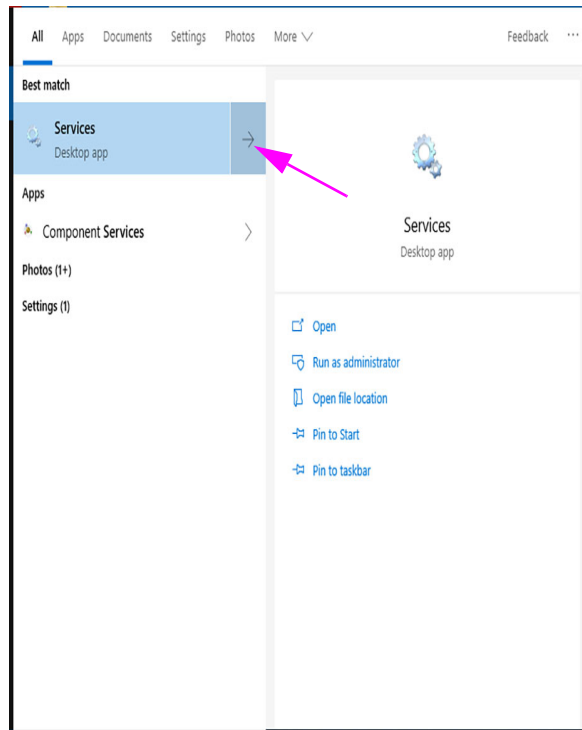 All Apps Documents Settings Photos More Feedback ...
Best match
Services
Desktop app
Apps
Component Services
Photos (1+)
Settings (1)
Services
Desktop app
Open
Run as administrator
Open file location
Pin to Start
Pin to taskbar